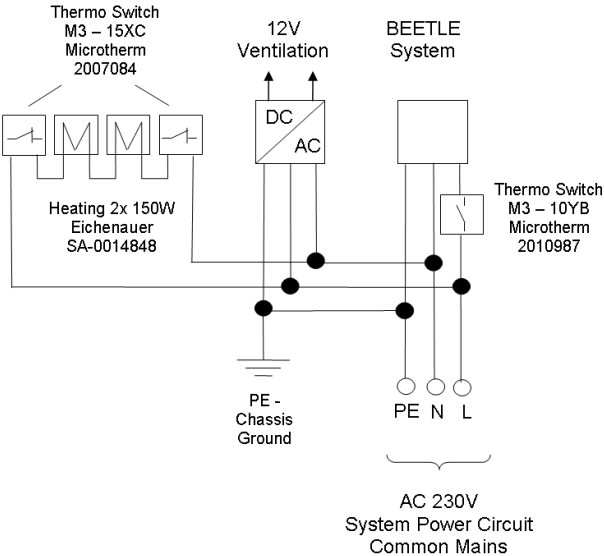 Thermo Switch
M3 – 15XC
Microtherm
2007084
12V
Ventilation
BEETLE
System
DC
AC
Thermo Switch
M3 – 10YB
Microtherm
2010987
Heating 2x 150W
Eichenauer
SA-0014848
PE -
Chassis
Ground
PE N L
AC 230V
System Power Circuit
Common Mains